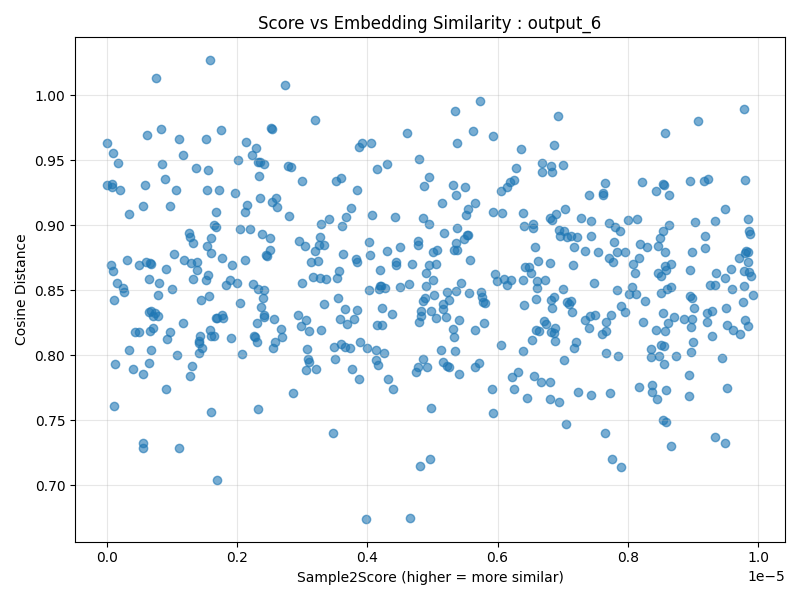 Score vs Embedding Similarity : output_6
Cosine Distance
1.00
0.95
0.90
0.85
0.80
0.75
0.70
0.0 0.2 0.4 0.6 0.8 1.0
1e−5
Sample2Score (higher = more similar)